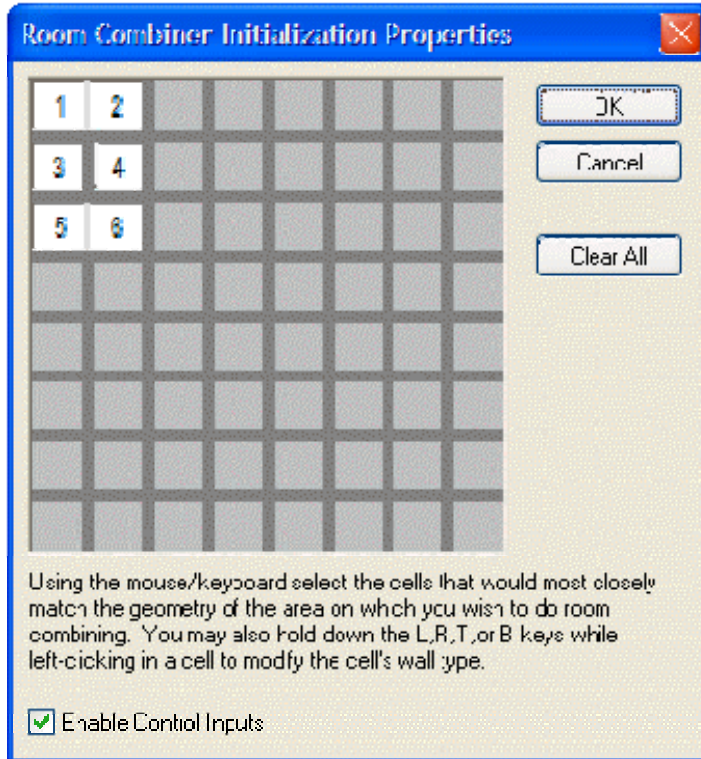 Room Combiner Initialization Properties
1 2
OK
3 4
Cancel
5 6
Clear All
Using the mouse/keyboard select the cells that would most closely
match the geometry of the area on which you wish to do room
combining. You may also hold down the L,R,T,or B keys while
left-clicking in a cell to modify the cell's wall type.
Enable Control Inputs